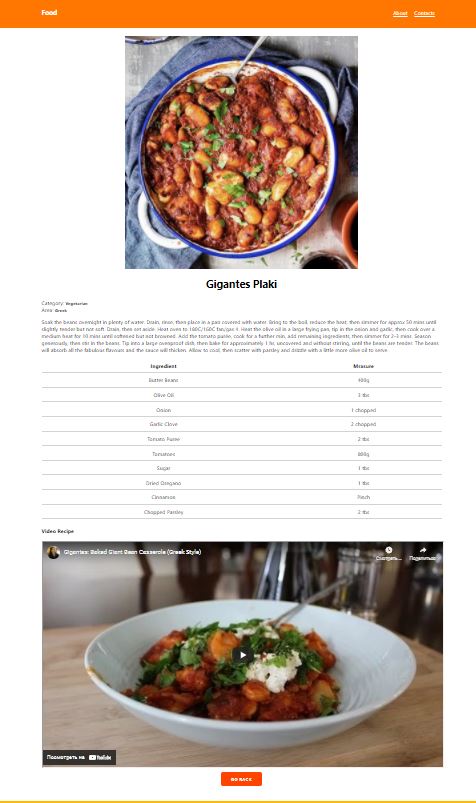 Food
About Contacts
Gigantes Plaki
Category: Vegetarian
Area: Greek
Soak the beans overnight in plenty of water. Drain, rinse, then place in a pan covered with water. Bring to the boil, reduce the heat, then simmer for approx 50 mins until
slightly tender but not soft. Drain, then set aside. Heat oven to 180C/160C fan/gas 4. Heat the olive oil in a large frying pan, tip in the onion and garlic, then cook over a
medium heat for 10 mins until softened but not browned. Add the tomato purée, cook for a further min, add remaining ingredients, then simmer for 2-3 mins. Season
generously, then stir in the beans. Tip into a large ovenproof dish, then bake for approximately 1 hr, uncovered and without stirring, until the beans are tender. The beans
will absorb all the fabulous flavours and the sauce will thicken. Allow to cool, then scatter with parsley and drizzle with a little more olive oil to serve.
Ingredient Measure
Butter Beans 400g
Olive Oil 3 tbs
Onion 1 chopped
Garlic Clove 2 chopped
Tomato Puree 2 tbs
Tomatoes 800g
Sugar 1 tbs
Dried Oregano 1 tbs
Cinnamon Pinch
Chopped Parsley 2 tbs
Video Recipe
Gigantes: Baked Giant Bean Casserole (Greek Style)
Смотреть... Поделиться
Посмотреть на YouTube
GO BACK